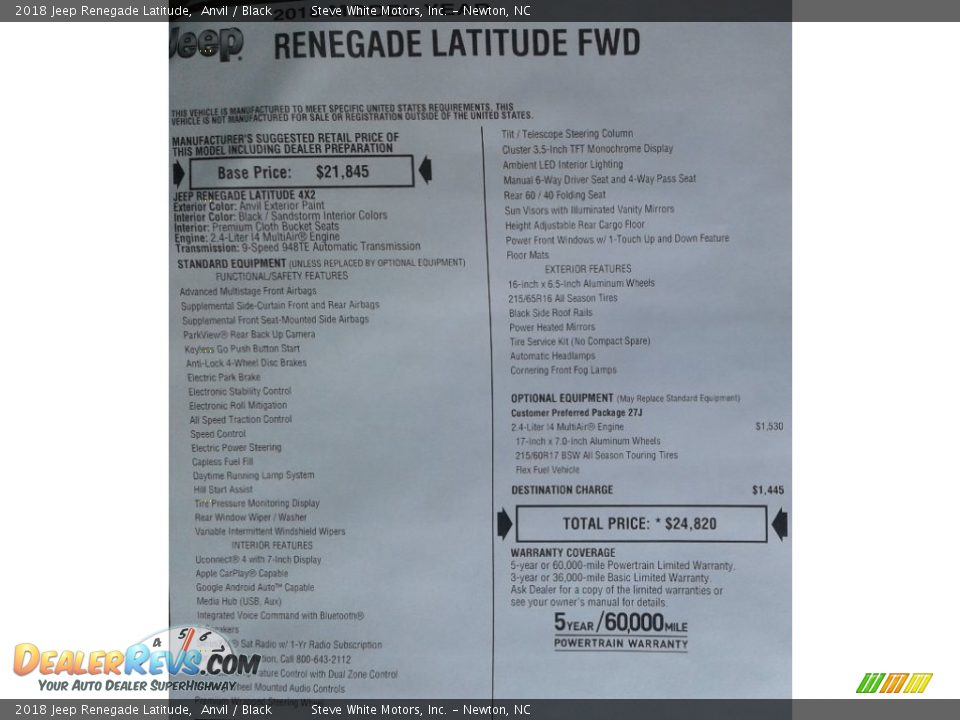 2018 Jeep Renegade Latitude, Anvil / Black Steve White Motors, Inc. – Newton, NC
Jeep®
RENEGADE LATITUDE FWD
THIS VEHICLE IS MANUFACTURED TO MEET SPECIFIC UNITED STATES REQUIREMENTS. THIS
VEHICLE IS NOT MANUFACTURED FOR SALE OR REGISTRATION OUTSIDE OF THE UNITED STATES.
MANUFACTURER'S SUGGESTED RETAIL PRICE OF
THIS MODEL INCLUDING DEALER PREPARATION
Base Price: $21,845
JEEP RENEGADE LATITUDE 4X2
Exterior Color: Anvil Exterior Paint
Interior Color: Black / Sandstorm Interior Colors
Interior: Premium Cloth Bucket Seats
Engine: 2.4-Liter I4 MultiAir® Engine
Transmission: 9-Speed 948TE Automatic Transmission
STANDARD EQUIPMENT (UNLESS REPLACED BY OPTIONAL EQUIPMENT)
FUNCTIONAL/SAFETY FEATURES
Advanced Multistage Front Airbags
Supplemental Side-Curtain Front and Rear Airbags
Supplemental Front Seat-Mounted Side Airbags
ParkView® Rear Back Up Camera
Keyless Go Push Button Start
Anti-Lock 4-Wheel Disc Brakes
Electric Park Brake
Electronic Stability Control
Electronic Roll Mitigation
All Speed Traction Control
Speed Control
Electric Power Steering
Capless Fuel Fill
Daytime Running Lamp System
Hill Start Assist
Tire Pressure Monitoring Display
Rear Window Wiper / Washer
Variable Intermittent Windshield Wipers
INTERIOR FEATURES
Uconnect® 4 with 7-Inch Display
Apple CarPlay® Capable
Google Android Auto™ Capable
Media Hub (USB, Aux)
Integrated Voice Command with Bluetooth®
Sat Radio w/ 1-Yr Radio Subscription
Call 800-643-2112
Control with Dual Zone Control
Mounted Audio Controls
Tilt / Telescope Steering Column
Cluster 3.5-Inch TFT Monochrome Display
Ambient LED Interior Lighting
Manual 6-Way Driver Seat and 4-Way Pass Seat
Rear 60 / 40 Folding Seat
Sun Visors with Illuminated Vanity Mirrors
Height Adjustable Rear Cargo Floor
Power Front Windows w/ 1-Touch Up and Down Feature
Floor Mats
EXTERIOR FEATURES
16-Inch x 6.5-Inch Aluminum Wheels
215/65R16 All Season Tires
Black Side Roof Rails
Power Heated Mirrors
Tire Service Kit (No Compact Spare)
Automatic Headlamps
Cornering Front Fog Lamps
OPTIONAL EQUIPMENT (May Replace Standard Equipment)
Customer Preferred Package 27J
2.4-Liter I4 MultiAir® Engine $1,530
17-Inch x 7.0-Inch Aluminum Wheels
215/60R17 BSW All Season Touring Tires
Flex Fuel Vehicle
DESTINATION CHARGE $1,445
TOTAL PRICE: * $24,820
WARRANTY COVERAGE
5-year or 60,000-mile Powertrain Limited Warranty.
3-year or 36,000-mile Basic Limited Warranty.
Ask Dealer for a copy of the limited warranties or
see your owner's manual for details.
5YEAR/60,000MILE
POWERTRAIN WARRANTY
4 5 6
DEALERREVS.COM
YOUR AUTO DEALER SUPERHIGHWAY
2018 Jeep Renegade Latitude, Anvil / Black Steve White Motors, Inc. – Newton, NC